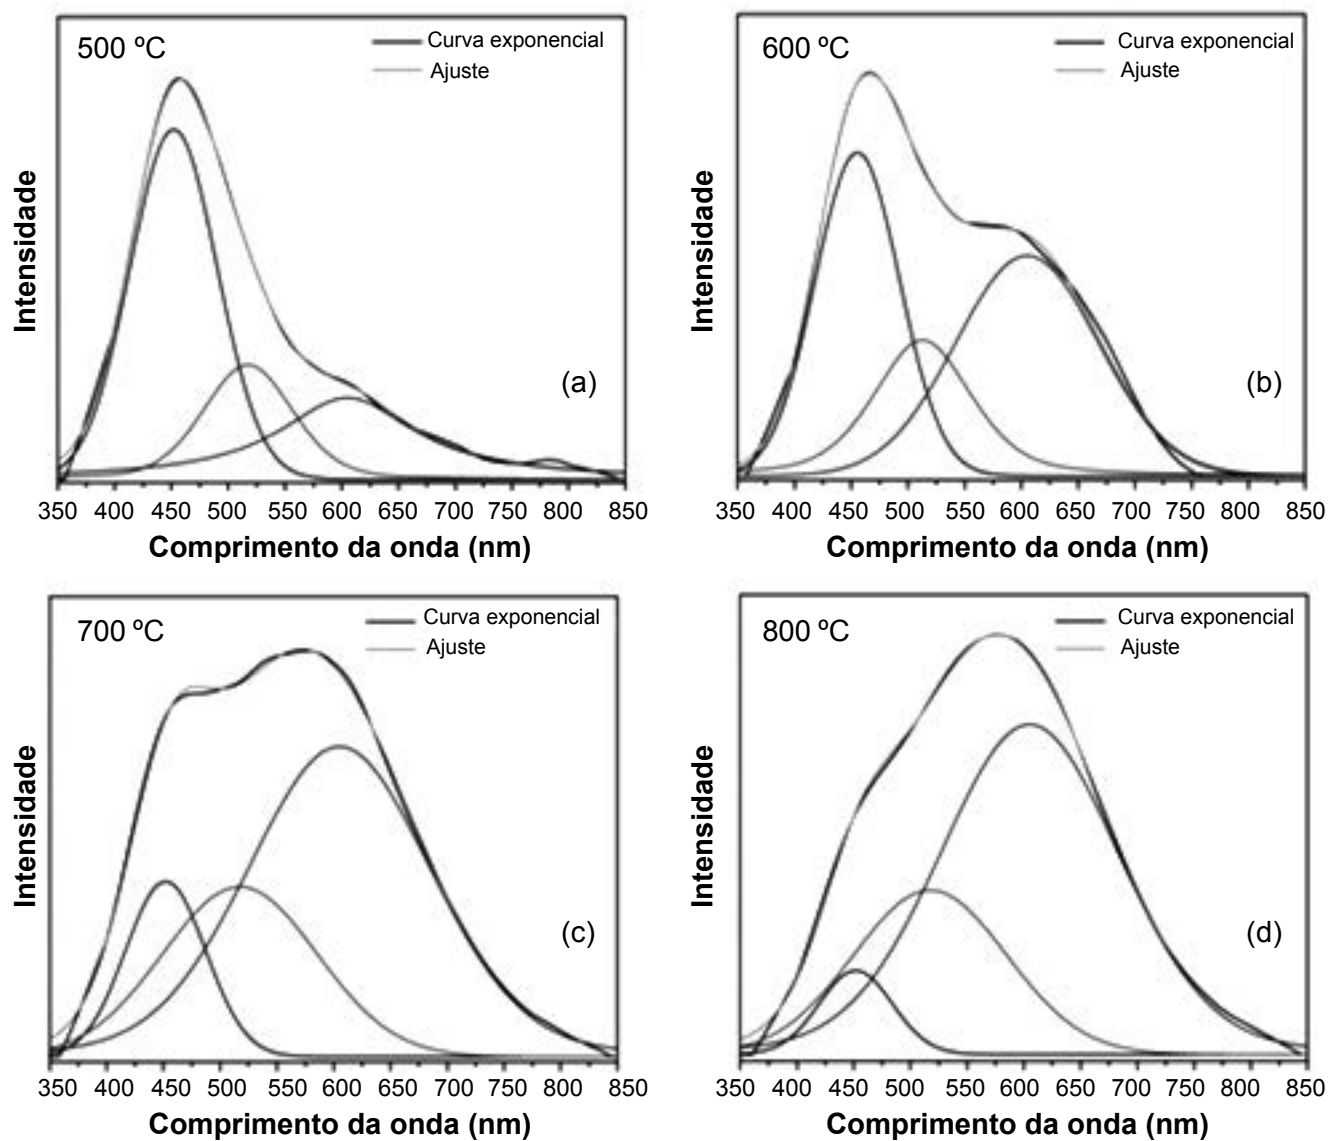 500 ºC
Curva exponencial
Ajuste
Intensidade
(a)
350 400 450 500 550 600 650 700 750 800 850
Comprimento da onda (nm)
600 ºC
Curva exponencial
Ajuste
Intensidade
(b)
350 400 450 500 550 600 650 700 750 800 850
Comprimento da onda (nm)
700 ºC
Curva exponencial
Ajuste
Intensidade
(c)
350 400 450 500 550 600 650 700 750 800 850
Comprimento da onda (nm)
800 ºC
Curva exponencial
Ajuste
Intensidade
(d)
350 400 450 500 550 600 650 700 750 800 850
Comprimento da onda (nm)